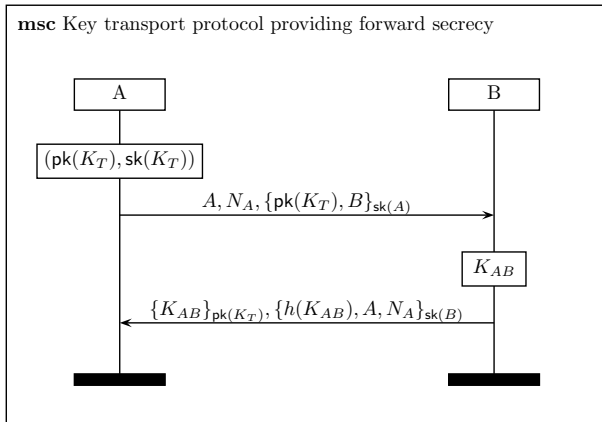 msc Key transport protocol providing forward secrecy
A B
(pk(K_T), sk(K_T))
A, N_A, {pk(K_T), B}_sk(A)
K_AB
{K_AB}_pk(K_T), {h(K_AB), A, N_A}_sk(B)